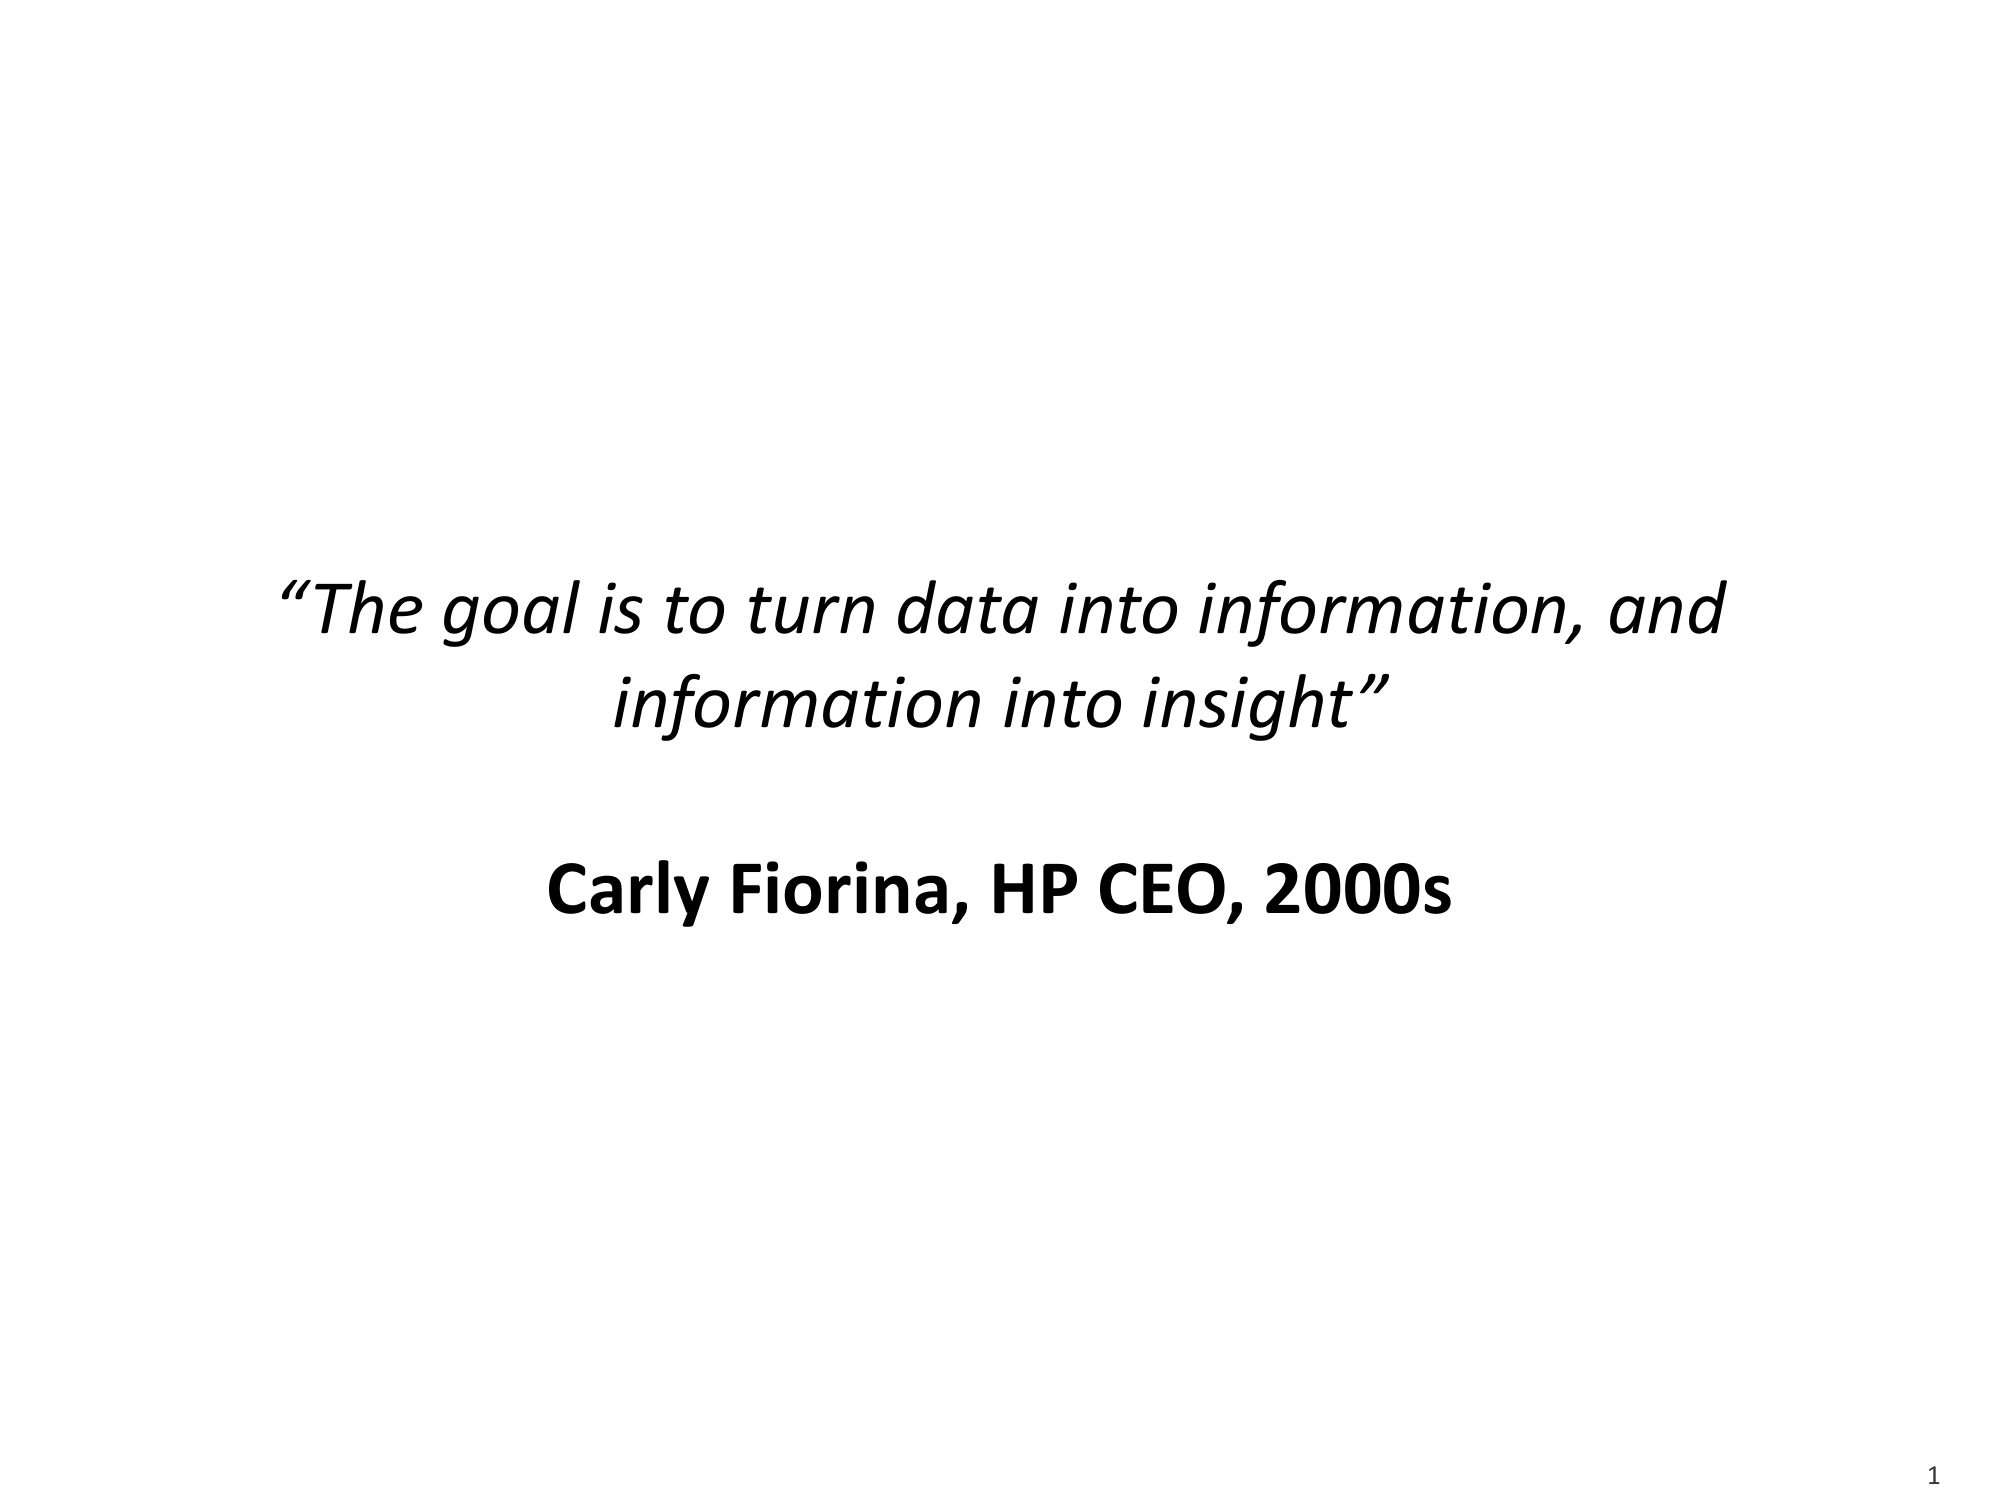 “The goal is to turn data into information, and
information into insight”
Carly Fiorina, HP CEO, 2000s
1